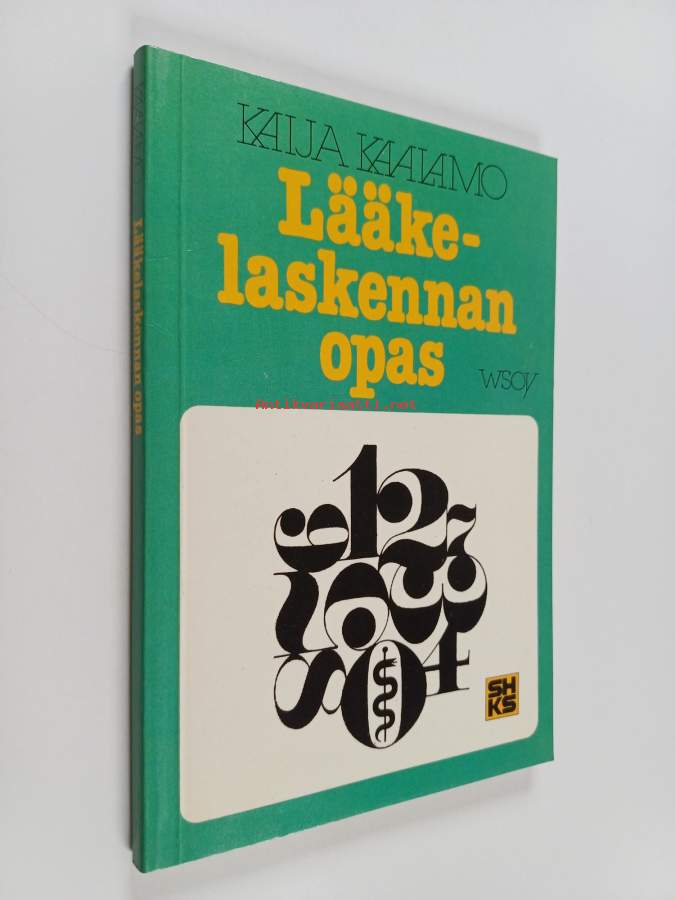 KAIJA KAALAMO
Lääke-
laskennan
opas
WSOY
Antikvariaatti.net
SH
KS
Lääkelaskennan opas